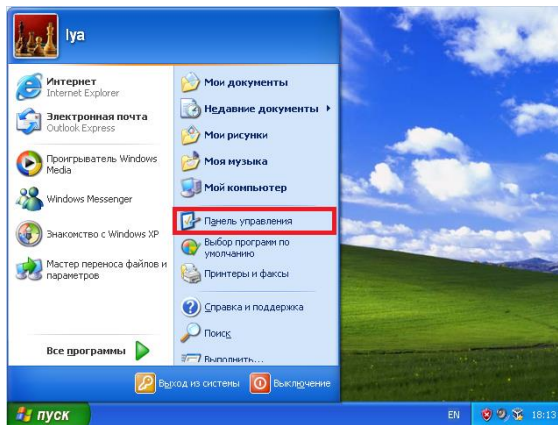 Iya
Интернет
Internet Explorer
Электронная почта
Outlook Express
Проигрыватель Windows
Media
Windows Messenger
Знакомство с Windows XP
Мастер переноса файлов и
параметров
Все программы
Мои документы
Недавние документы
Мои рисунки
Моя музыка
Мой компьютер
Панель управления
Выбор программ по
умолчанию
Принтеры и факсы
Справка и поддержка
Поиск
Выполнить...
Выход из системы
Выключение
пуск
EN
18:13